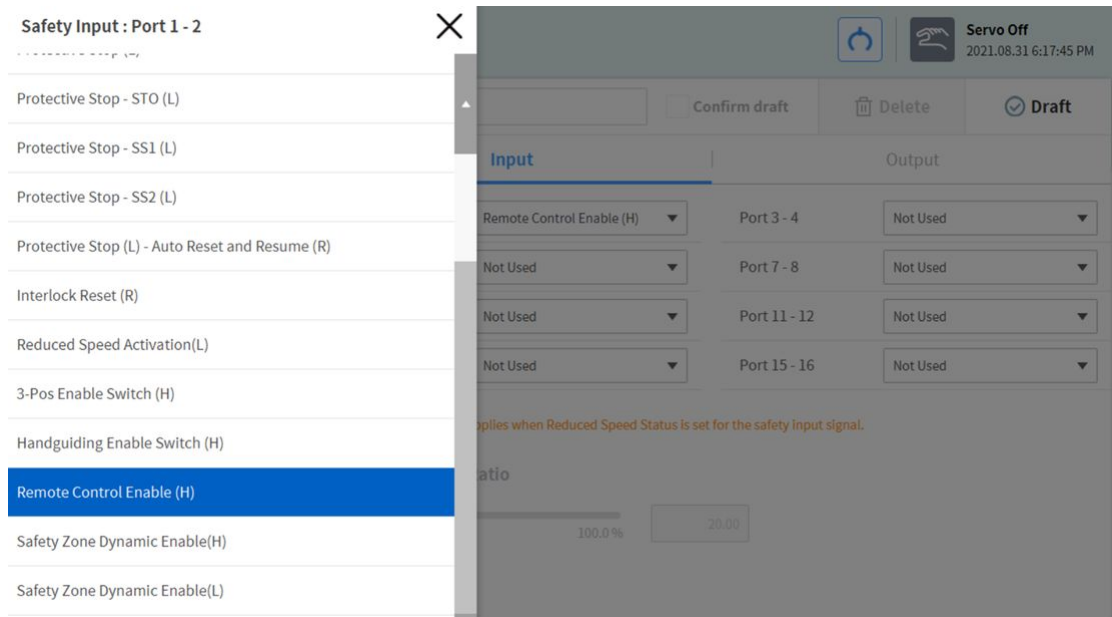 Safety Input : Port 1 - 2
Servo Off
2021.08.31 6:17:45 PM
Protective Stop - STO (L)
Protective Stop - SS1 (L)
Protective Stop - SS2 (L)
Protective Stop (L) - Auto Reset and Resume (R)
Interlock Reset (R)
Reduced Speed Activation(L)
3-Pos Enable Switch (H)
Handguiding Enable Switch (H)
Remote Control Enable (H)
Safety Zone Dynamic Enable(H)
Safety Zone Dynamic Enable(L)
Confirm draft
Delete
Draft
Input
Output
Remote Control Enable (H)
Port 3 - 4
Not Used
Not Used
Port 7 - 8
Not Used
Not Used
Port 11 - 12
Not Used
Not Used
Port 15 - 16
Not Used
when Reduced Speed Status is set for the safety input signal.
100.0 %
20.00